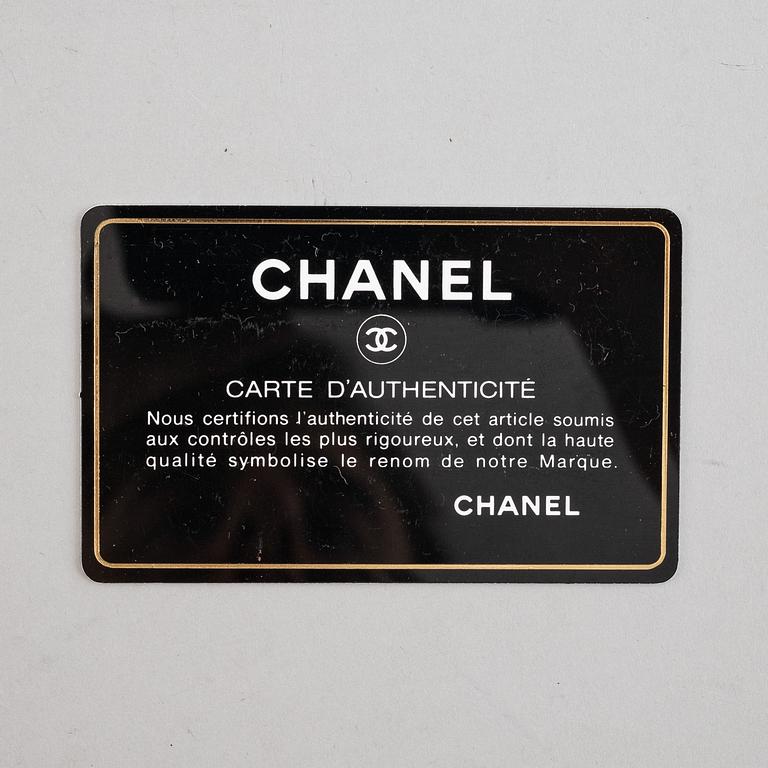 CHANEL
CARTE D'AUTHENTICITÉ
Nous certifions l'authenticité de cet article soumis
aux contrôles les plus rigoureux, et dont la haute
qualité symbolise le renom de notre Marque.
CHANEL